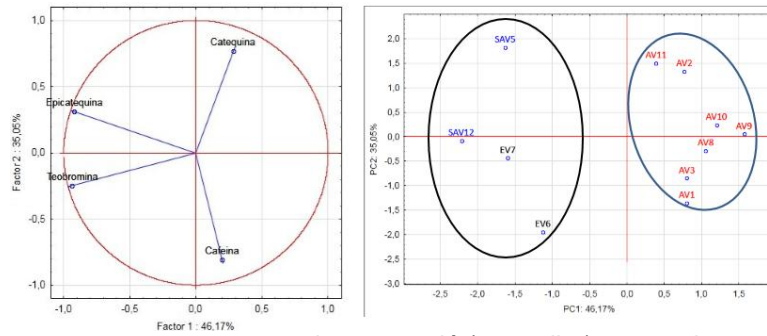 1,0
0,5
0,0
-0,5
-1,0
Factor 2 : 35,05%
Catequina
Epicatequina
Teobromina
Cafeína
-1,0 -0,5 0,0 0,5 1,0
Factor 1 : 46,17%
2,5
2,0
1,5
1,0
0,5
0,0
-0,5
-1,0
-1,5
-2,0
-2,5
-3,0
PC2: 35,05%
SAV5
AV11
AV2
SAV12
EV7
AV10
AV9
AV8
AV3
AV1
EV6
-2,5 -2,0 -1,5 -1,0 -0,5 0,0 0,5 1,0 1,5
PC1: 46,17%